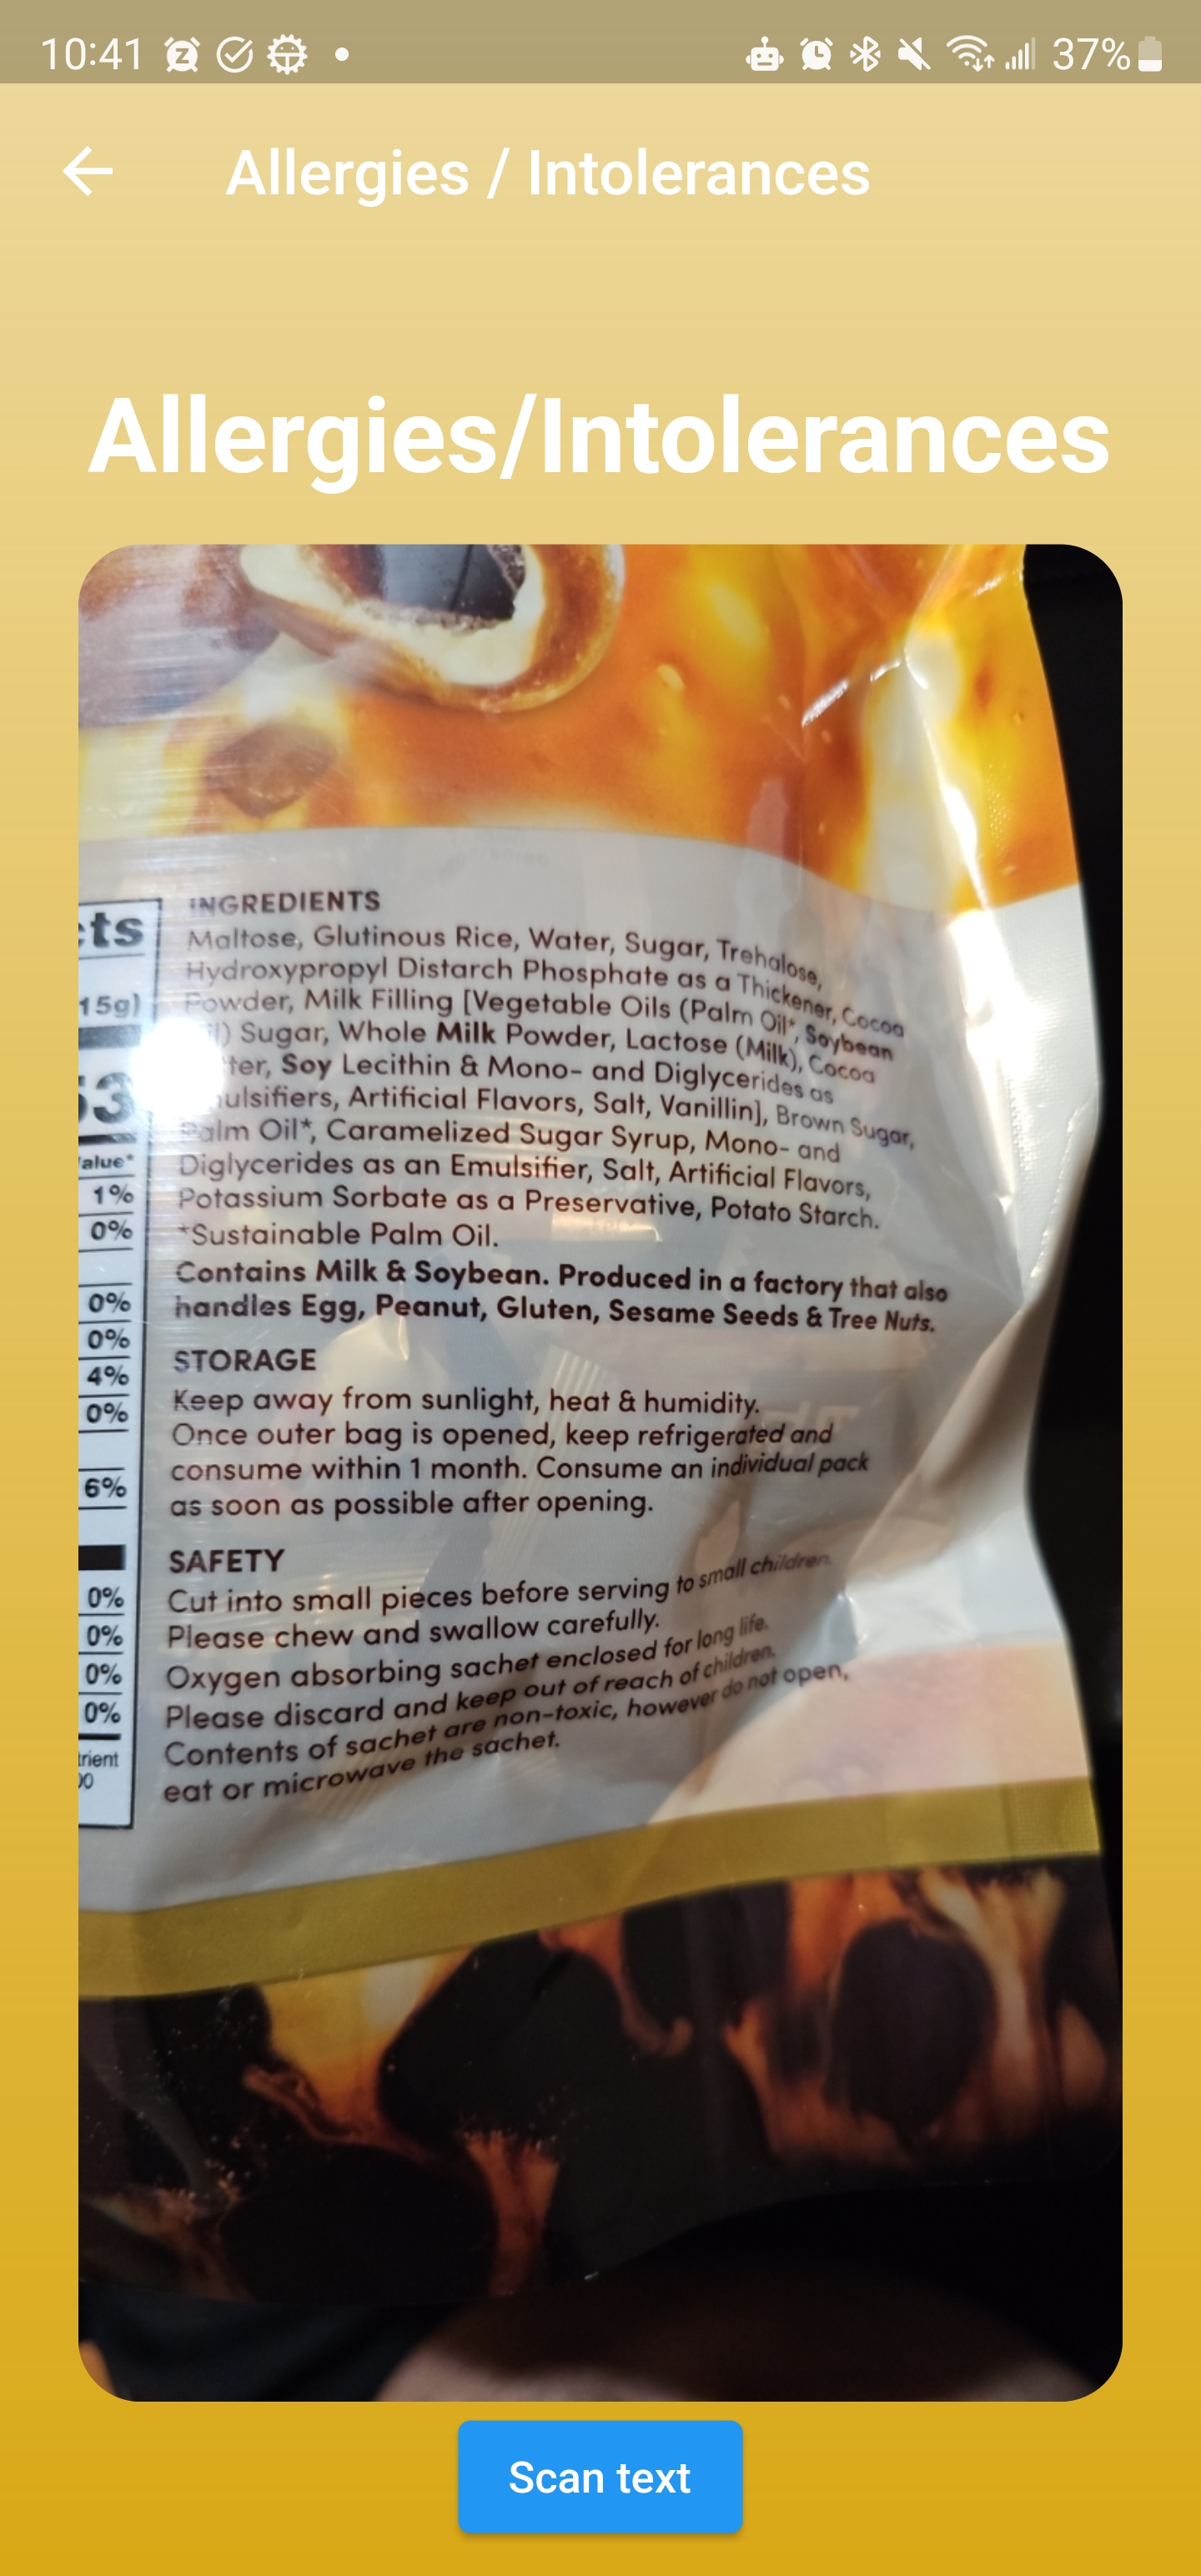 10:41
37%
Allergies / Intolerances
Allergies/Intolerances
INGREDIENTS
Maltose, Glutinous Rice, Water, Sugar, Trehalose,
Hydroxypropyl Distarch Phosphate as a Thickener, Cocoa
Powder, Milk Filling [Vegetable Oils (Palm Oil*, Soybean
Sugar, Whole Milk Powder, Lactose (Milk), Cocoa
Soy Lecithin & Mono- and Diglycerides as
Artificial Flavors, Salt, Vanillin], Brown Sugar,
Palm Oil*, Caramelized Sugar Syrup, Mono- and
Diglycerides as an Emulsifier, Salt, Artificial Flavors,
Potassium Sorbate as a Preservative, Potato Starch.
*Sustainable Palm Oil.
Contains Milk & Soybean. Produced in a factory that also
handles Egg, Peanut, Gluten, Sesame Seeds & Tree Nuts.
STORAGE
Keep away from sunlight, heat & humidity.
Once outer bag is opened, keep refrigerated and
consume within 1 month. Consume an individual pack
as soon as possible after opening.
SAFETY
Cut into small pieces before serving to small children.
Please chew and swallow carefully.
Oxygen absorbing sachet enclosed for long life.
Please discard and keep out of reach of children.
Contents of sachet are non-toxic, however do not open,
eat or microwave the sachet.
cts
15g)
53
alue*
1%
0%
0%
0%
4%
0%
6%
0%
0%
0%
0%
trient
00
Scan text